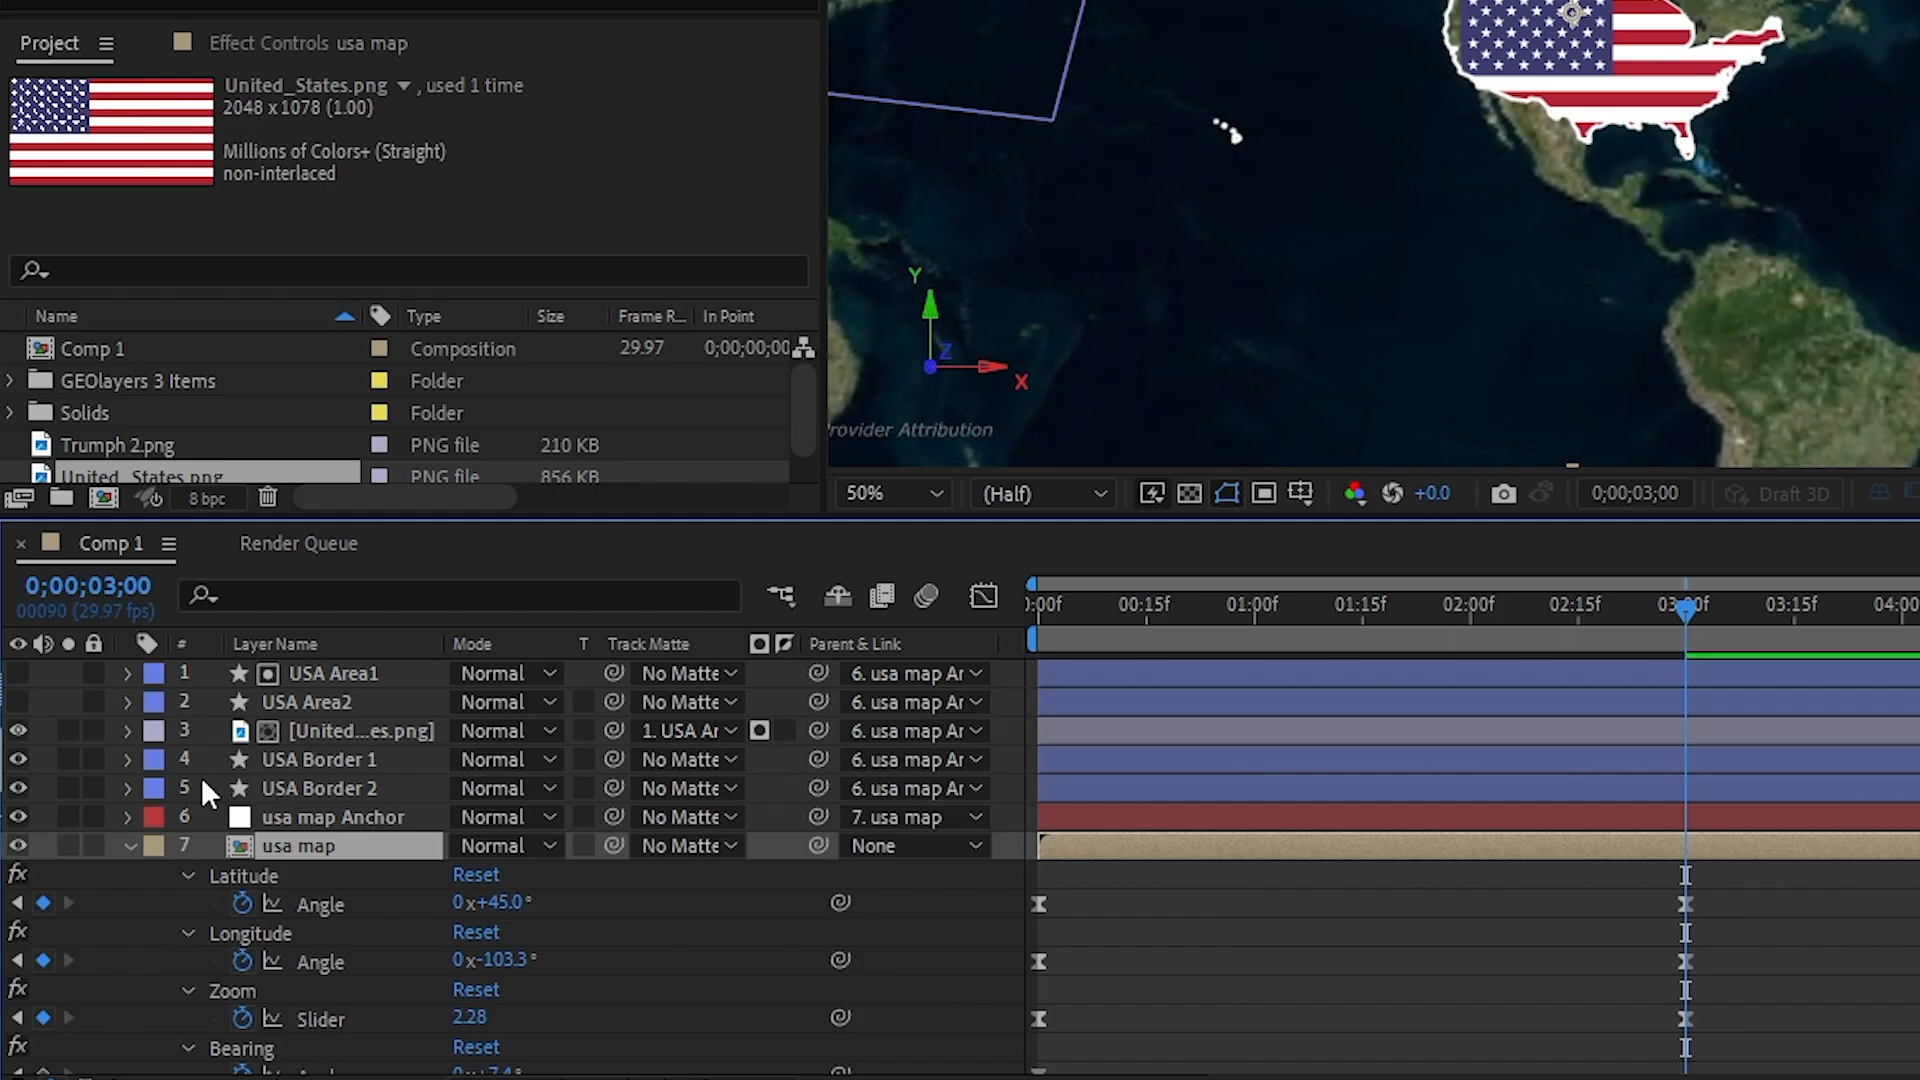 Project
Effect Controls usa map
United_States.png , used 1 time
2048 x 1078 (1.00)
Millions of Colors+ (Straight)
non-interlaced
Name Type Size Frame R... In Point
Comp 1 Composition 29.97 0;00;00;00
GEOlayers 3 Items Folder
Solids Folder
Trumph 2.png PNG file 210 KB
United_States.png PNG file 856 KB
8 bpc
Y
Z
X
rovider Attribution
50% (Half) +0.0 0;00;03;00 Draft 3D
Comp 1 Render Queue
0;00;03;00
00090 (29.97 fps)
:00f 00:15f 01:00f 01:15f 02:00f 02:15f 03:00f 03:15f 04:00
# Layer Name Mode T Track Matte Parent & Link
1 USA Area1 Normal No Matte 6. usa map Ar
2 USA Area2 Normal No Matte 6. usa map Ar
3 [United...es.png] Normal 1. USA Ar 6. usa map Ar
4 USA Border 1 Normal No Matte 6. usa map Ar
5 USA Border 2 Normal No Matte 6. usa map Ar
6 usa map Anchor Normal No Matte 7. usa map
7 usa map Normal No Matte None
fx Latitude Reset
Angle 0x+45.0°
fx Longitude Reset
Angle 0x-103.3°
fx Zoom Reset
Slider 2.28
fx Bearing Reset